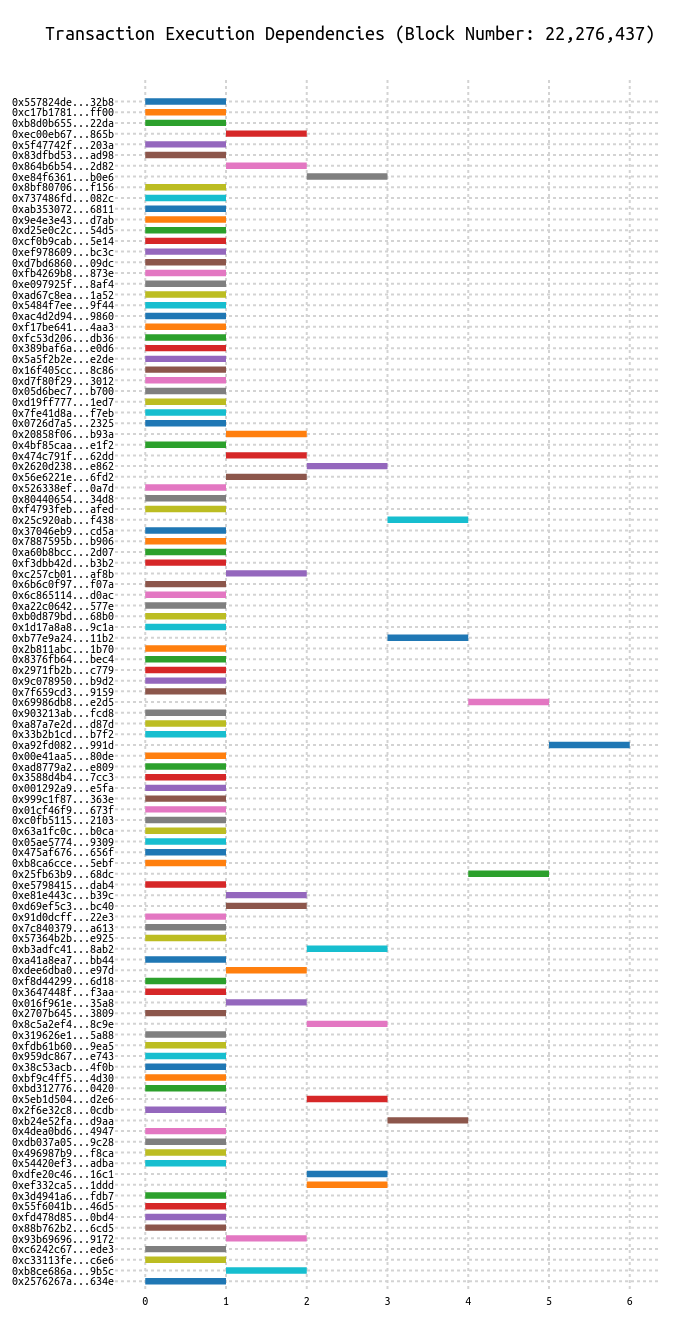 Transaction Execution Dependencies (Block Number: 22,276,437)
0x557824de...32b8
0xc17b1781...ff00
0xb8d0b655...22da
0xec00eb67...865b
0x5f47742f...203a
0x83dfbd53...ad98
0x864b6b54...2d82
0xe84f6361...b0e6
0x8bf80706...f156
0x737486fd...082c
0xab353072...6811
0x9e4e3e43...d7ab
0xd25e0c2c...54d5
0xcf0b9cab...5e14
0xef978609...bc3c
0xd7bd6860...09dc
0xfb4269b8...873e
0xe097925f...8af4
0xad67c8ea...1a52
0x5484f7ee...9f44
0xac4d2d94...9860
0xf17be641...4aa3
0xfc53d206...db36
0x389baf6a...e0d6
0x5a5f2b2e...e2de
0x16f405cc...8c86
0xd7f80f29...3012
0x05d6bec7...b700
0xd19ff777...1ed7
0x7fe41d8a...f7eb
0x0726d7a5...2325
0x20858f06...b93a
0x4bf85caa...e1f2
0x474c791f...62dd
0x2620d238...e862
0x56e6221e...6fd2
0x526338ef...0a7d
0x80440654...34d8
0xf4793feb...afed
0x25c920ab...f438
0x37046eb9...cd5a
0x7887595b...b906
0xa60b8bcc...2d07
0xf3dbb42d...b3b2
0xc257cb01...af8b
0x6b6c0f97...f07a
0x6c865114...d0ac
0xa22c0642...577e
0xb0d879bd...68b0
0x1d17a8a8...9c1a
0xb77e9a24...11b2
0x2b811abc...1b70
0x8376fb64...bec4
0x2971fb2b...c779
0x9c078950...b9d2
0x7f659cd3...9159
0x69986db8...e2d5
0x903213ab...fcd8
0xa87a7e2d...d87d
0x33b2b1cd...b7f2
0xa92fd082...991d
0x00e41aa5...80de
0xad8779a2...e809
0x3588d4b4...7cc3
0x001292a9...e5fa
0x999c1f87...363e
0x01cf46f9...673f
0xc0fb5115...2103
0x63a1fc0c...b0ca
0x05ae5774...9309
0x475af676...656f
0xb8ca6cce...5ebf
0x25fb63b9...68dc
0xe5798415...dab4
0xe81e443c...b39c
0xd69ef5c3...bc40
0x91d0dcff...22e3
0x7c840379...a613
0x57364b2b...e925
0xb3adfc41...8ab2
0xa41a8ea7...bb44
0xdee6dba0...e97d
0xf8d44299...6d18
0x3647448f...f3aa
0x016f961e...35a8
0x2707b645...3809
0x8c5a2ef4...8c9e
0x319626e1...5a88
0xfdb61b60...9ea5
0x959dc867...e743
0x38c53acb...4f0b
0xbf9c4ff5...4d30
0xbd312776...0420
0x5eb1d504...d2e6
0x2f6e32c8...0cdb
0xb24e52fa...d9aa
0x4dea0bd6...4947
0xdb037a05...9c28
0x496987b9...f8ca
0x54420ef3...adba
0xdfe20c46...16c1
0xef332ca5...1ddd
0x3d4941a6...fdb7
0x55f6041b...46d5
0xfd478d85...0bd4
0x88b762b2...6cd5
0x93b69696...9172
0xc6242c67...ede3
0xc33113fe...c6e6
0xb8ce686a...9b5c
0x2576267a...634e
0 1 2 3 4 5 6